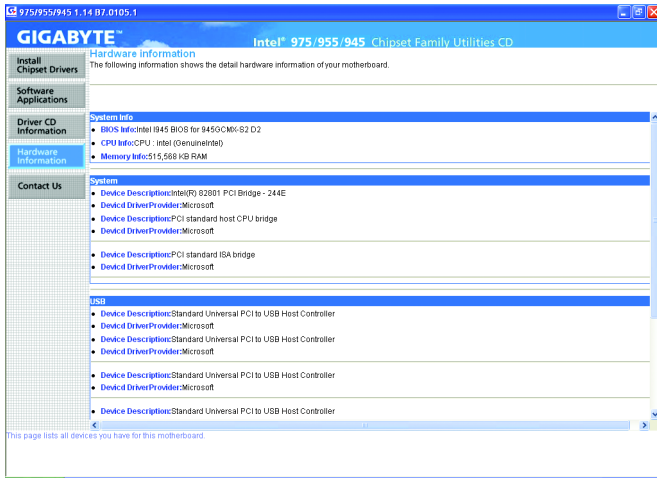 975/955/945 1.14 B7.0105.1
GIGABYTE™
Intel® 975/955/945 Chipset Family Utilities CD
Install
Chipset Drivers
Software
Applications
Driver CD
Information
Hardware
Information
Contact Us
Hardware information
The following information shows the detail hardware information of your motherboard.
System Info
• BIOS Info:Intel I945 BIOS for 945GCMX-S2 D2
• CPU Info:CPU : intel (GenuineIntel)
• Memory Info:515,568 KB RAM
System
• Device Description:Intel(R) 82801 PCI Bridge - 244E
• Devicd DriverProvider:Microsoft
• Device Description:PCI standard host CPU bridge
• Devicd DriverProvider:Microsoft
• Device Description:PCI standard ISA bridge
• Devicd DriverProvider:Microsoft
USB
• Device Description:Standard Universal PCI to USB Host Controller
• Devicd DriverProvider:Microsoft
• Device Description:Standard Universal PCI to USB Host Controller
• Devicd DriverProvider:Microsoft
• Device Description:Standard Universal PCI to USB Host Controller
• Devicd DriverProvider:Microsoft
• Device Description:Standard Universal PCI to USB Host Controller
This page lists all devices you have for this motherboard.